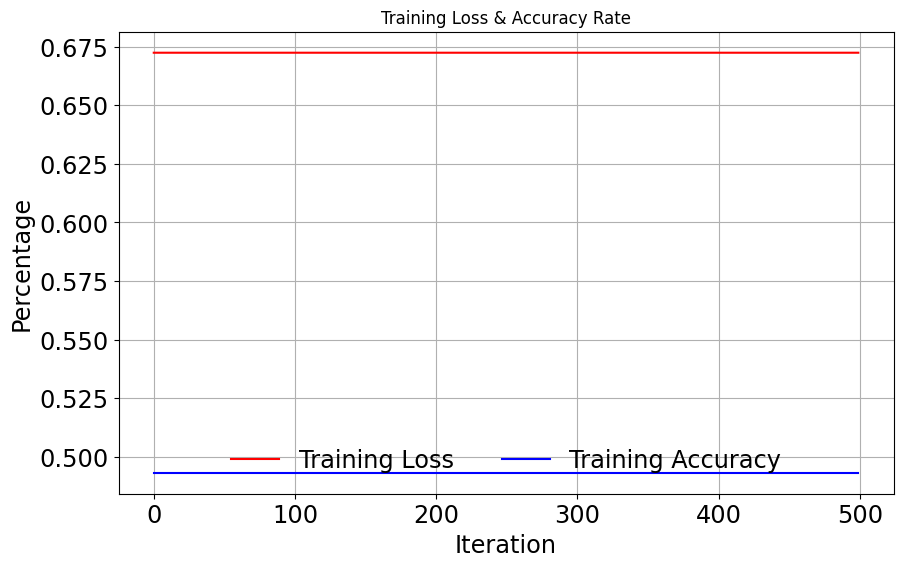 Training Loss & Accuracy Rate
0.675
0.650
0.625
0.600
0.575
0.550
0.525
0.500
Percentage
Training Loss Training Accuracy
0 100 200 300 400 500
Iteration